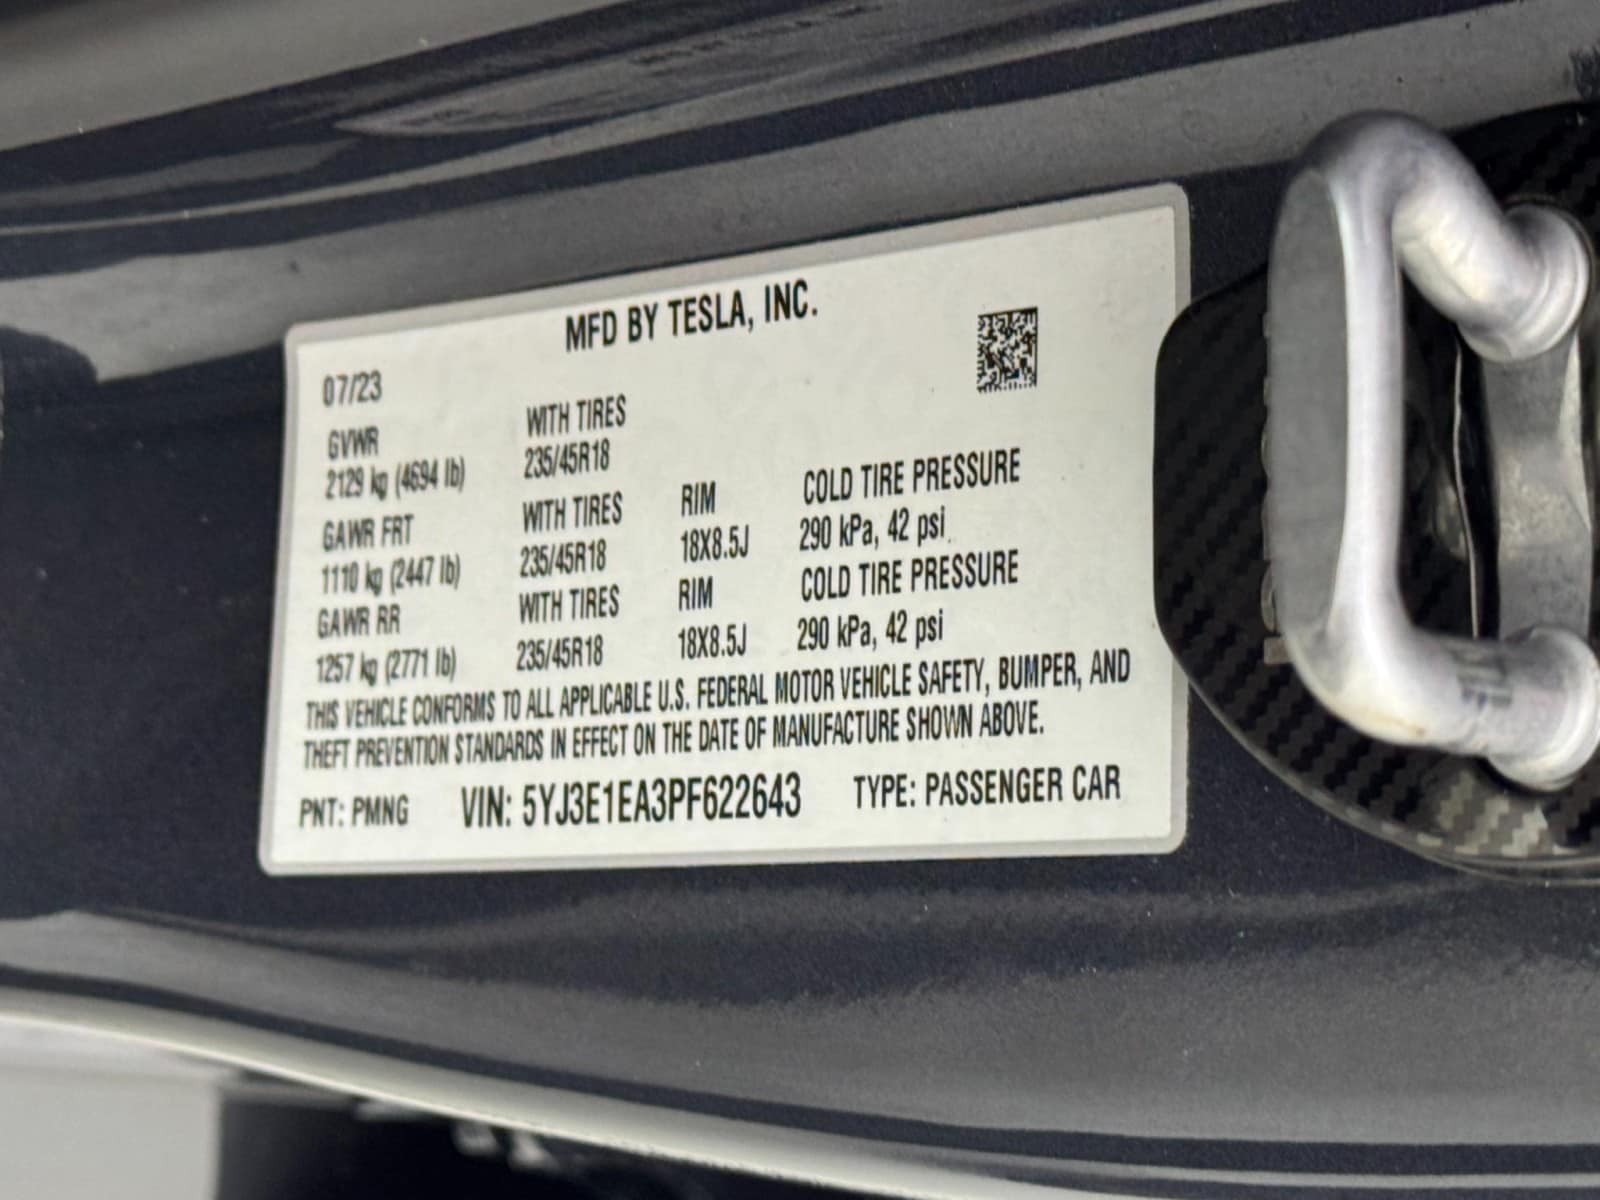 MFD BY TESLA, INC.
07/23
GVWR WITH TIRES
2129 kg (4694 lb) 235/45R18
GAWR FRT WITH TIRES RIM COLD TIRE PRESSURE
1110 kg (2447 lb) 235/45R18 18X8.5J 290 kPa, 42 psi
GAWR RR WITH TIRES RIM COLD TIRE PRESSURE
1257 kg (2771 lb) 235/45R18 18X8.5J 290 kPa, 42 psi
THIS VEHICLE CONFORMS TO ALL APPLICABLE U.S. FEDERAL MOTOR VEHICLE SAFETY, BUMPER, AND
THEFT PREVENTION STANDARDS IN EFFECT ON THE DATE OF MANUFACTURE SHOWN ABOVE.
PNT: PMNG VIN: 5YJ3E1EA3PF622643 TYPE: PASSENGER CAR